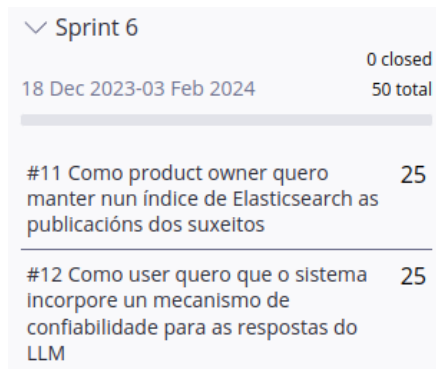 Sprint 6
0 closed
18 Dec 2023-03 Feb 2024
50 total
#11 Como product owner quero
25
manter nun índice de Elasticsearch as
publicacións dos suxeitos
#12 Como user quero que o sistema
25
incorpore un mecanismo de
confiabilidade para as respostas do
LLM